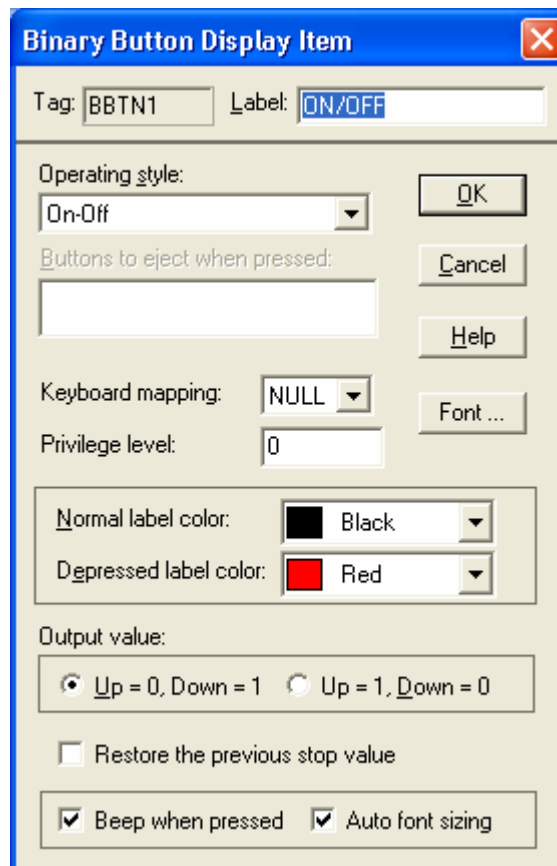 Binary Button Display Item
Tag: BBTN1 Label: ON/OFF
Operating style:
On-Off
OK
Buttons to eject when pressed:
Cancel
Help
Keyboard mapping: NULL
Font ...
Privilege level: 0
Normal label color: Black
Depressed label color: Red
Output value:
Up = 0, Down = 1 Up = 1, Down = 0
Restore the previous stop value
Beep when pressed Auto font sizing